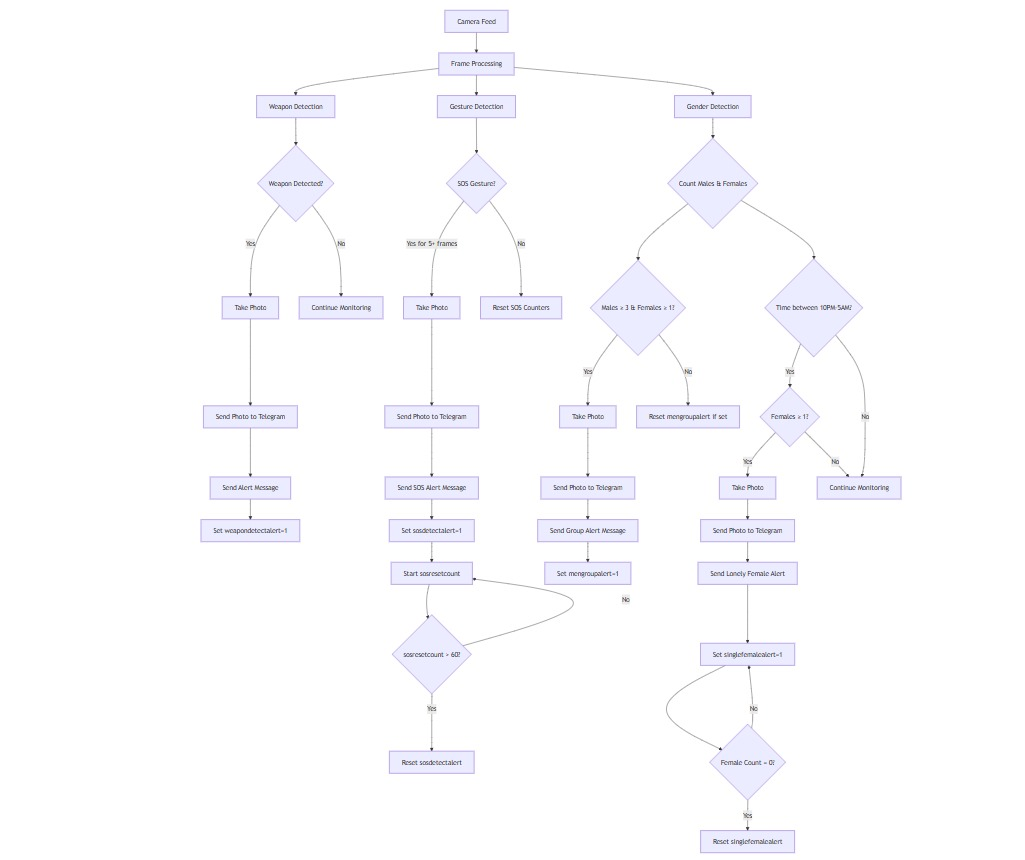 Camera Feed
Frame Processing
Weapon Detection
Gesture Detection
Gender Detection
Weapon Detected?
SOS Gesture?
Count Males & Females
Yes
No
Yes for 5+ frames
No
Take Photo
Continue Monitoring
Take Photo
Reset SOS Counters
Males ≥ 3 & Females ≥ 1?
Time between 10PM-5AM?
Yes
No
Yes
Send Photo to Telegram
Send Photo to Telegram
Take Photo
Reset mengroupalert if set
Females ≥ 1?
No
Yes
No
Send Alert Message
Send SOS Alert Message
Send Photo to Telegram
Take Photo
Continue Monitoring
Set weapondetectalert=1
Set sosdetectalert=1
Send Group Alert Message
Send Photo to Telegram
Start sosresetcount
Set mengroupalert=1
Send Lonely Female Alert
No
sosresetcount > 60?
Set singlefemalealert=1
Yes
No
Reset sosdetectalert
Female Count = 0?
Yes
Reset singlefemalealert